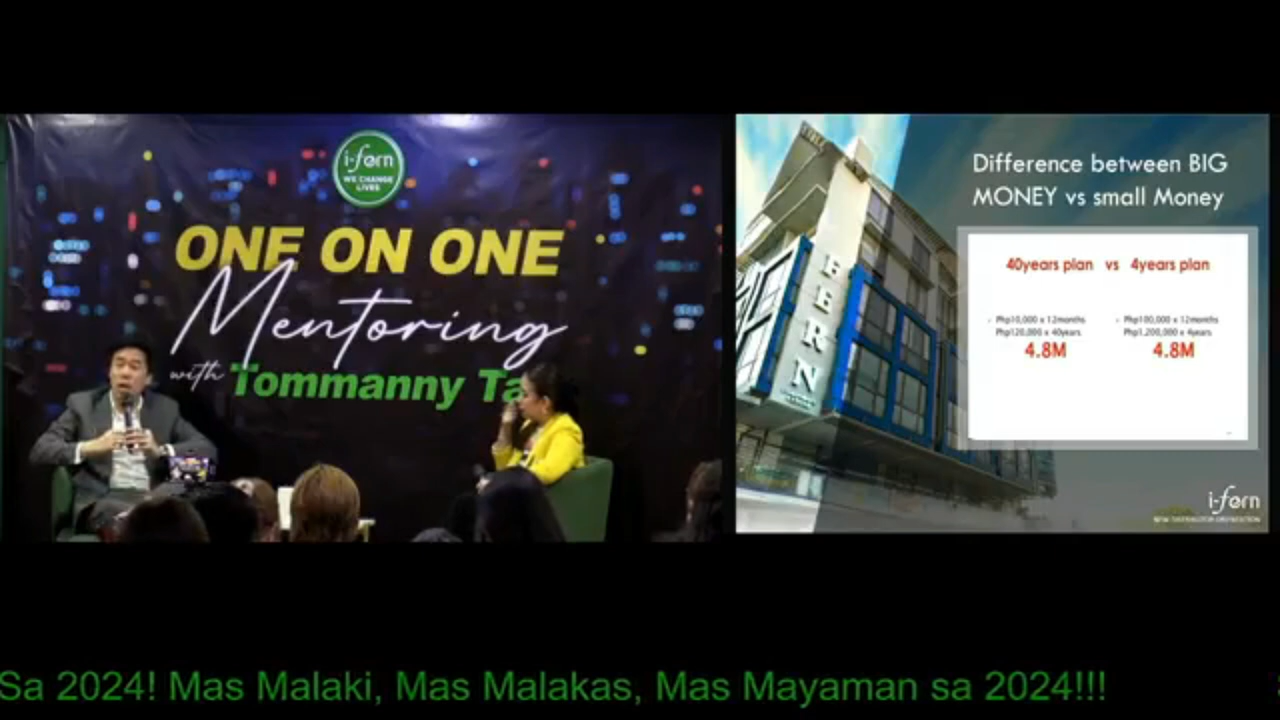 i-fern
WE CHANGE
LIVES
ONE ON ONE
Mentoring
with Tommanny Ta
FERN
Difference between BIG
MONEY vs small Money
40years plan vs 4years plan
Php10,000 x 12months
Php120,000 x 40years
4.8M
Php100,000 x 12months
Php1,200,000 x 4years
4.8M
i-fern
Sa 2024! Mas Malaki, Mas Malakas, Mas Mayaman sa 2024!!!